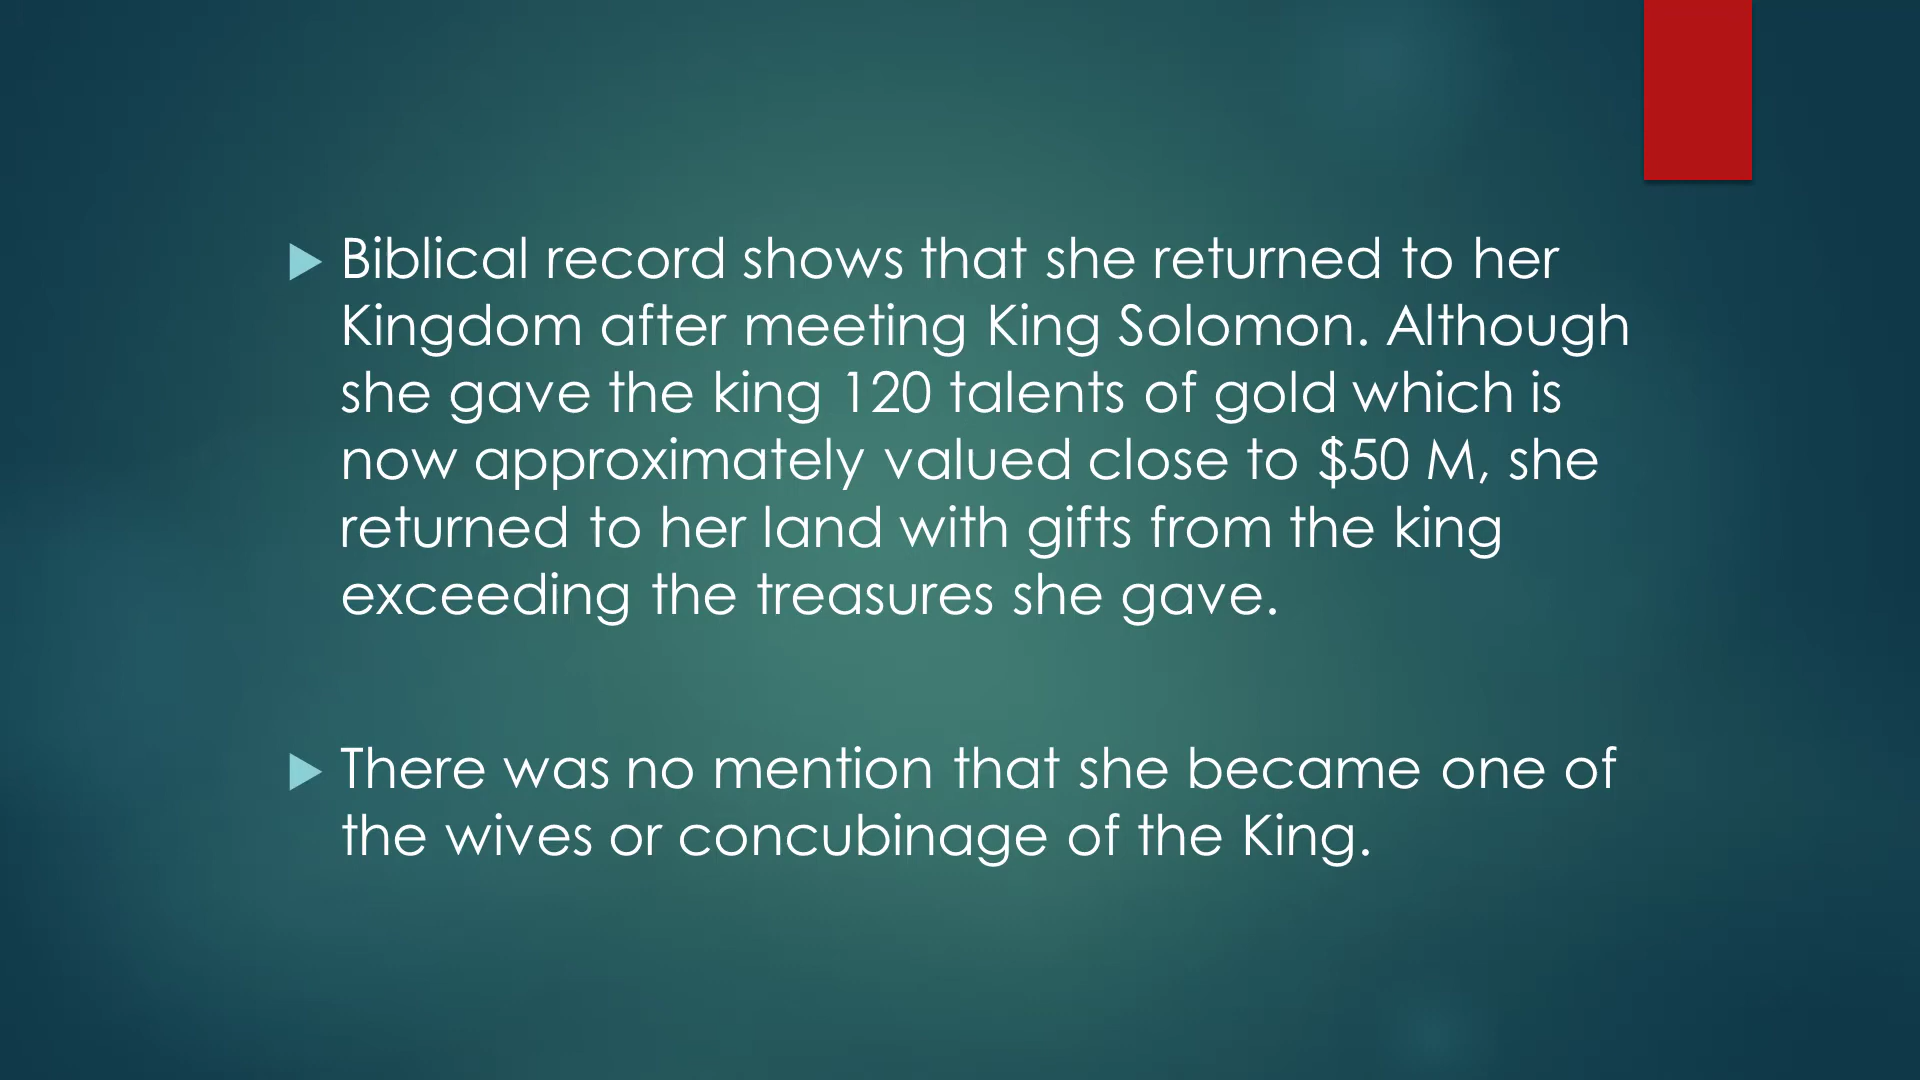 Biblical record shows that she returned to her
Kingdom after meeting King Solomon. Although
she gave the king 120 talents of gold which is
now approximately valued close to $50 M, she
returned to her land with gifts from the king
exceeding the treasures she gave.
There was no mention that she became one of
the wives or concubinage of the King.